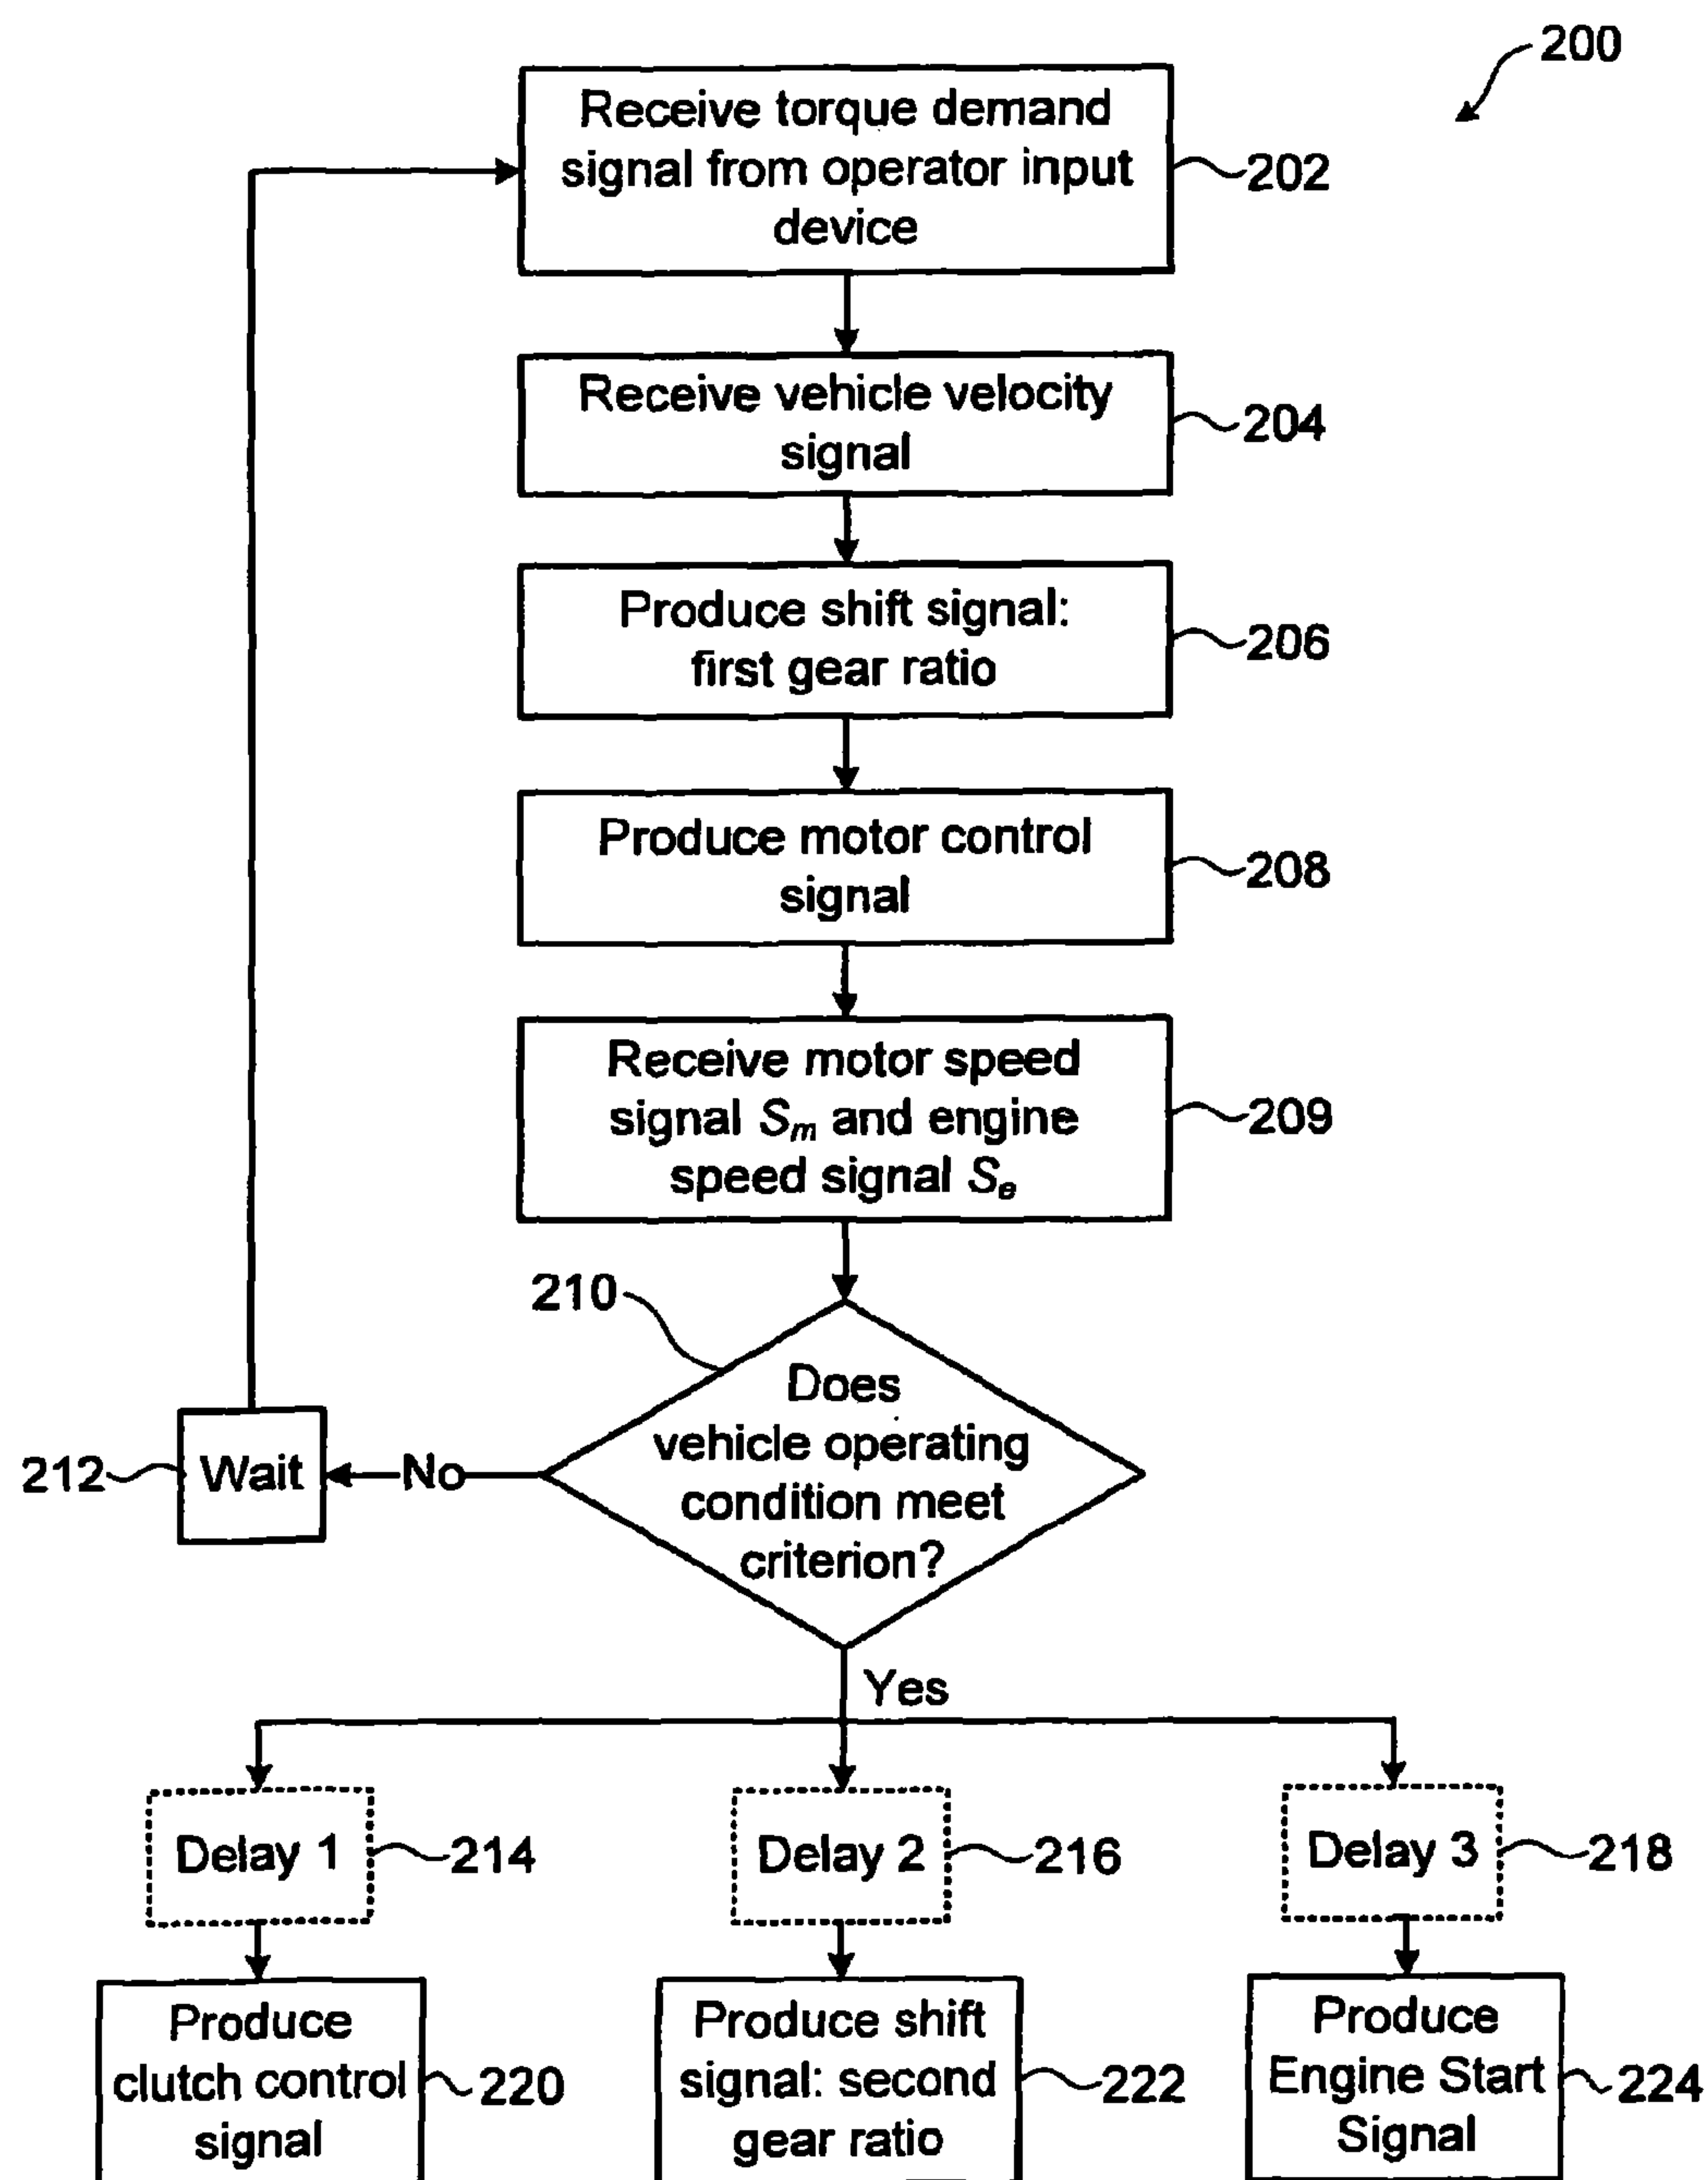 200
Receive torque demand
signal from operator input
device
202
Receive vehicle velocity
signal
204
Produce shift signal:
first gear ratio
206
Produce motor control
signal
208
Receive motor speed
signal Sm and engine
speed signal Se
209
210
Does
vehicle operating
condition meet
criterion?
212
Wait
No
Yes
Delay 1
214
Delay 2
216
Delay 3
218
Produce
clutch control
signal
220
Produce shift
signal: second
gear ratio
222
Produce
Engine Start
Signal
224